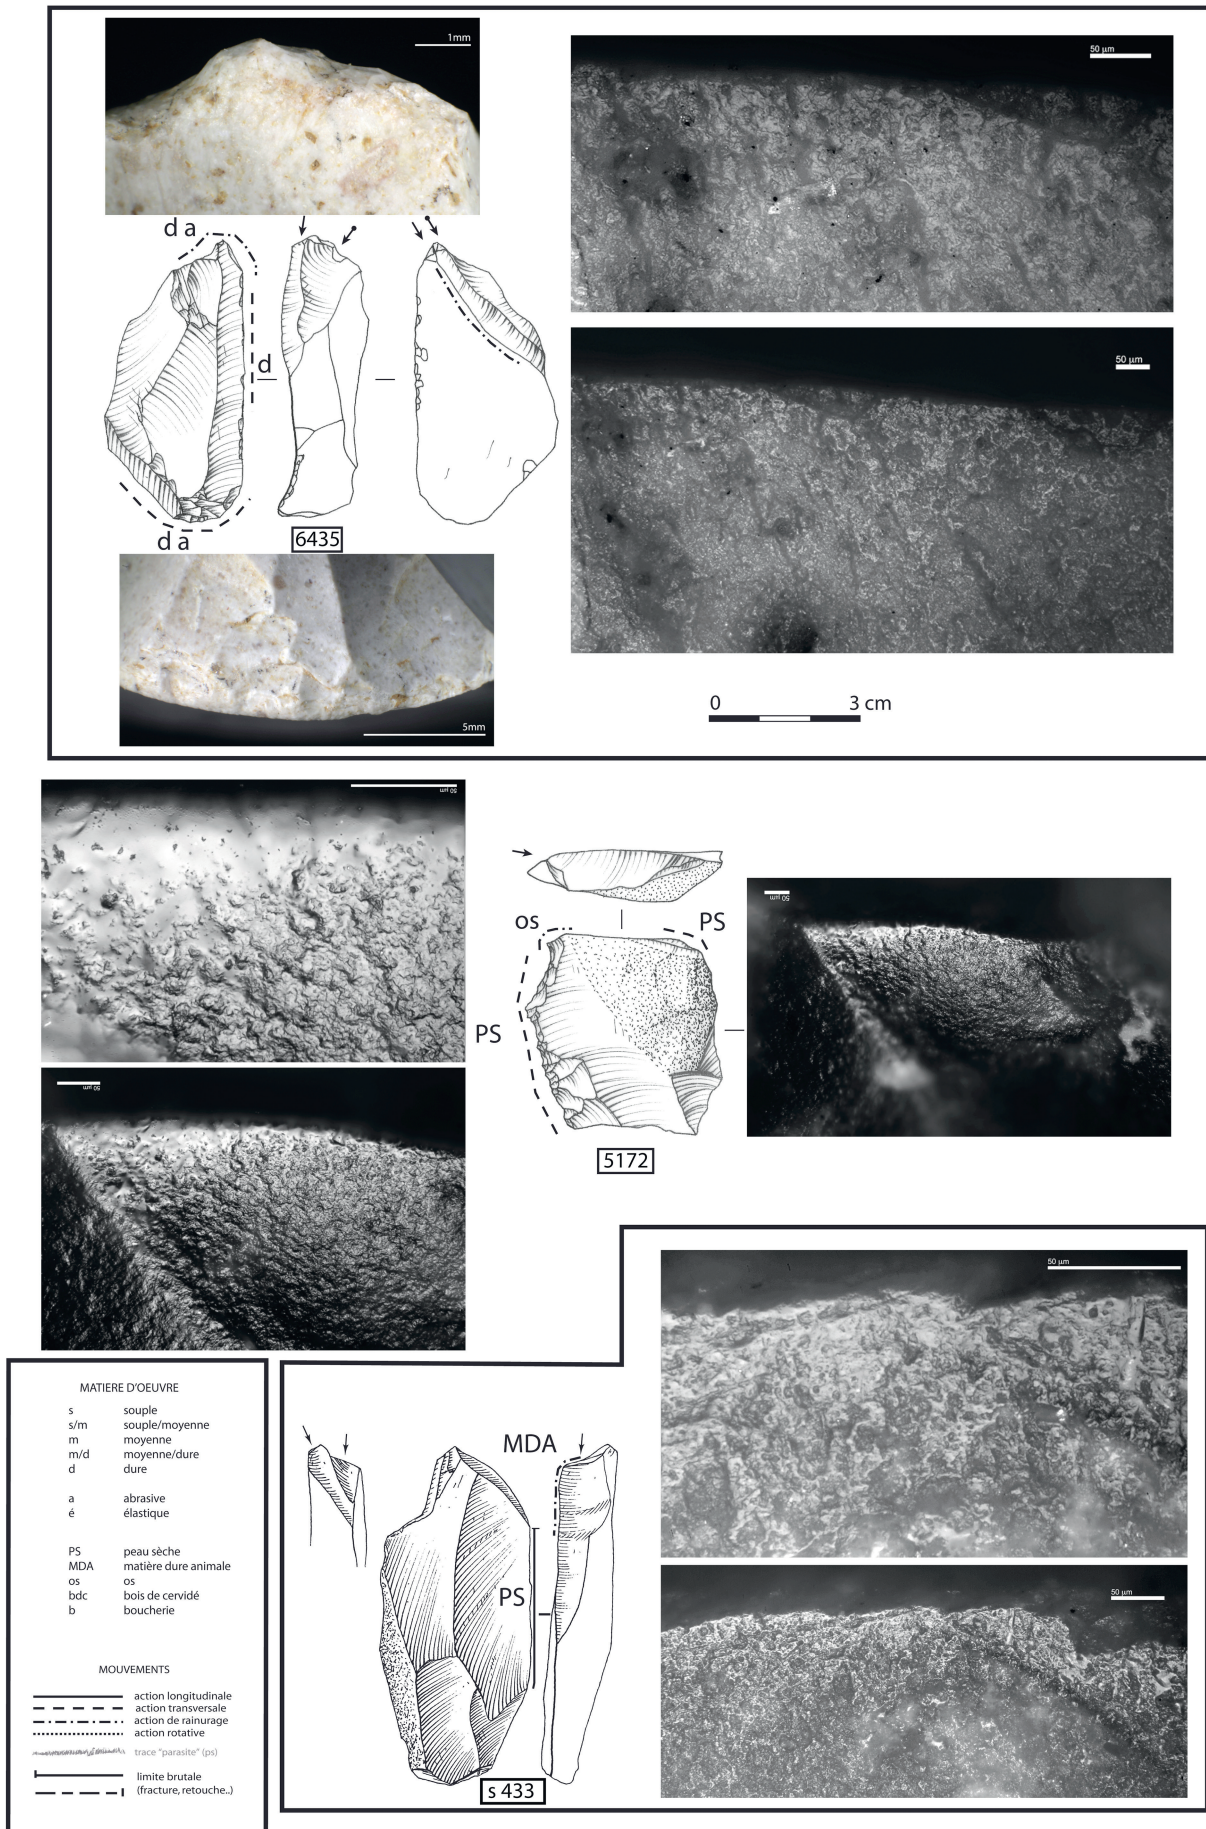 1mm
50 µm
d a
d
d a
6435
5mm
50 µm
0 3 cm
50 µm
50 µm
os
PS
PS
5172
50 µm
MATIERE D'OEUVRE
s souple
s/m souple/moyenne
m moyenne
m/d moyenne/dure
d dure
a abrasive
é élastique
PS peau sèche
MDA matière dure animale
os os
bdc bois de cervidé
b boucherie
MOUVEMENTS
action longitudinale
action transversale
action de rainurage
action rotative
trace "parasite" (ps)
limite brutale
(fracture, retouche..)
MDA
PS
s 433
50 µm
50 µm